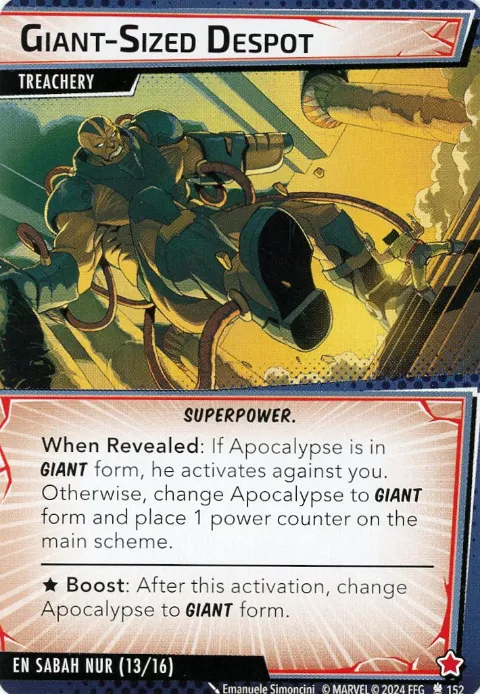 GIANT-SIZED DESPOT
TREACHERY
SUPERPOWER.
When Revealed: If Apocalypse is in
GIANT form, he activates against you.
Otherwise, change Apocalypse to GIANT
form and place 1 power counter on the
main scheme.
★ Boost: After this activation, change
Apocalypse to GIANT form.
EN SABAH NUR (13/16)
Emanuele Simoncini © MARVEL © 2024 FFG 152